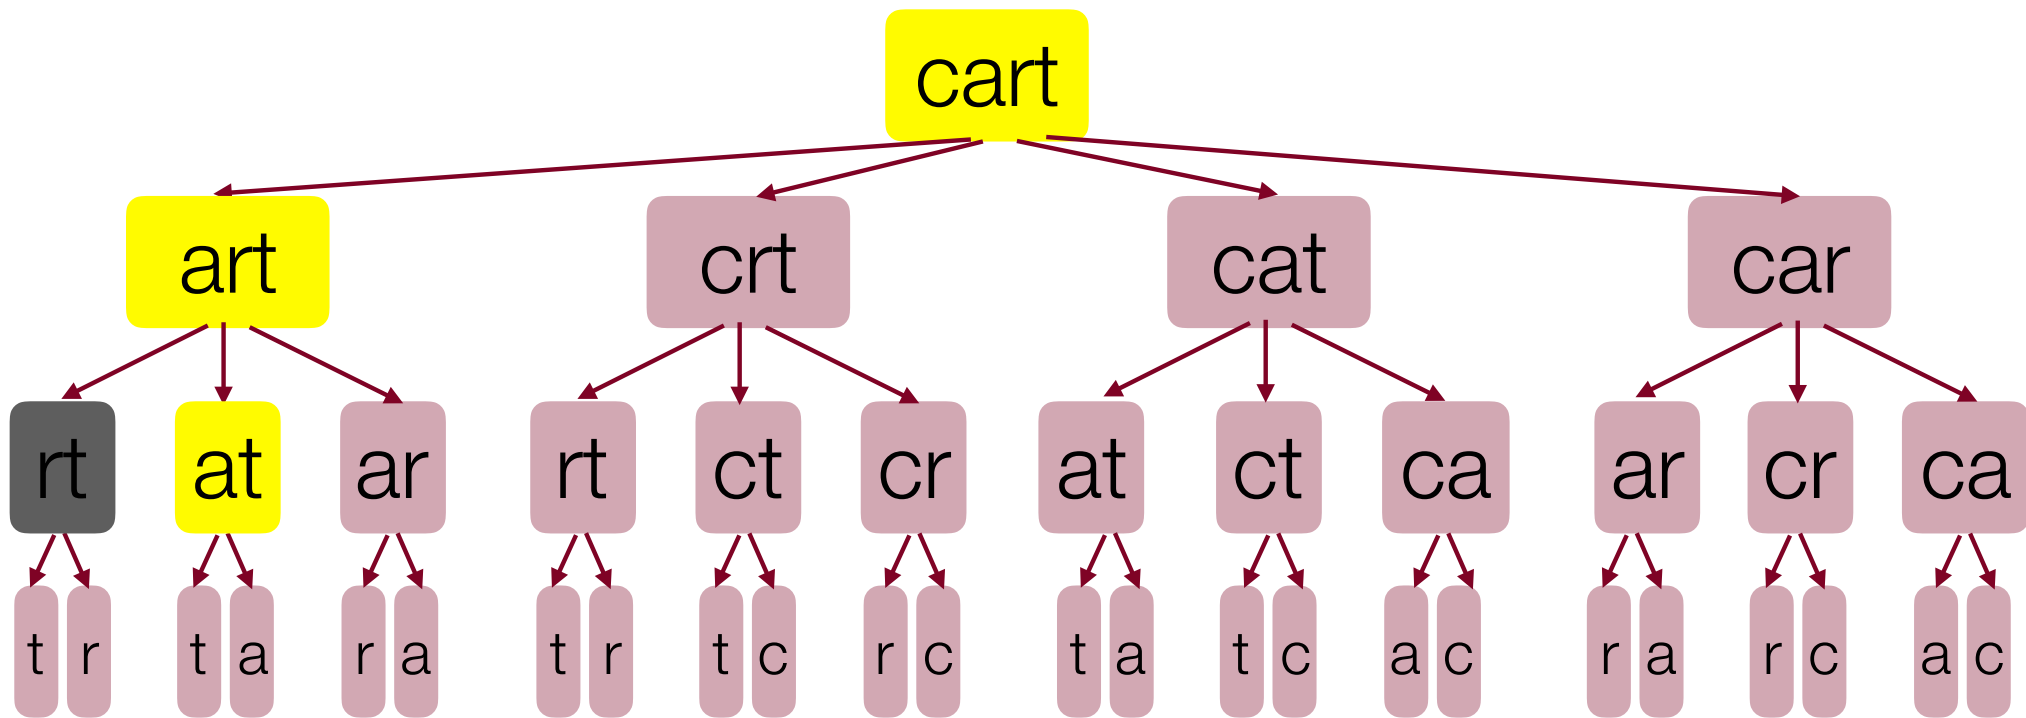 cart
art crt cat car
rt at ar rt ct cr at ct ca ar cr ca
t r t a r a t r t c r c t a t c a c r a r c a c